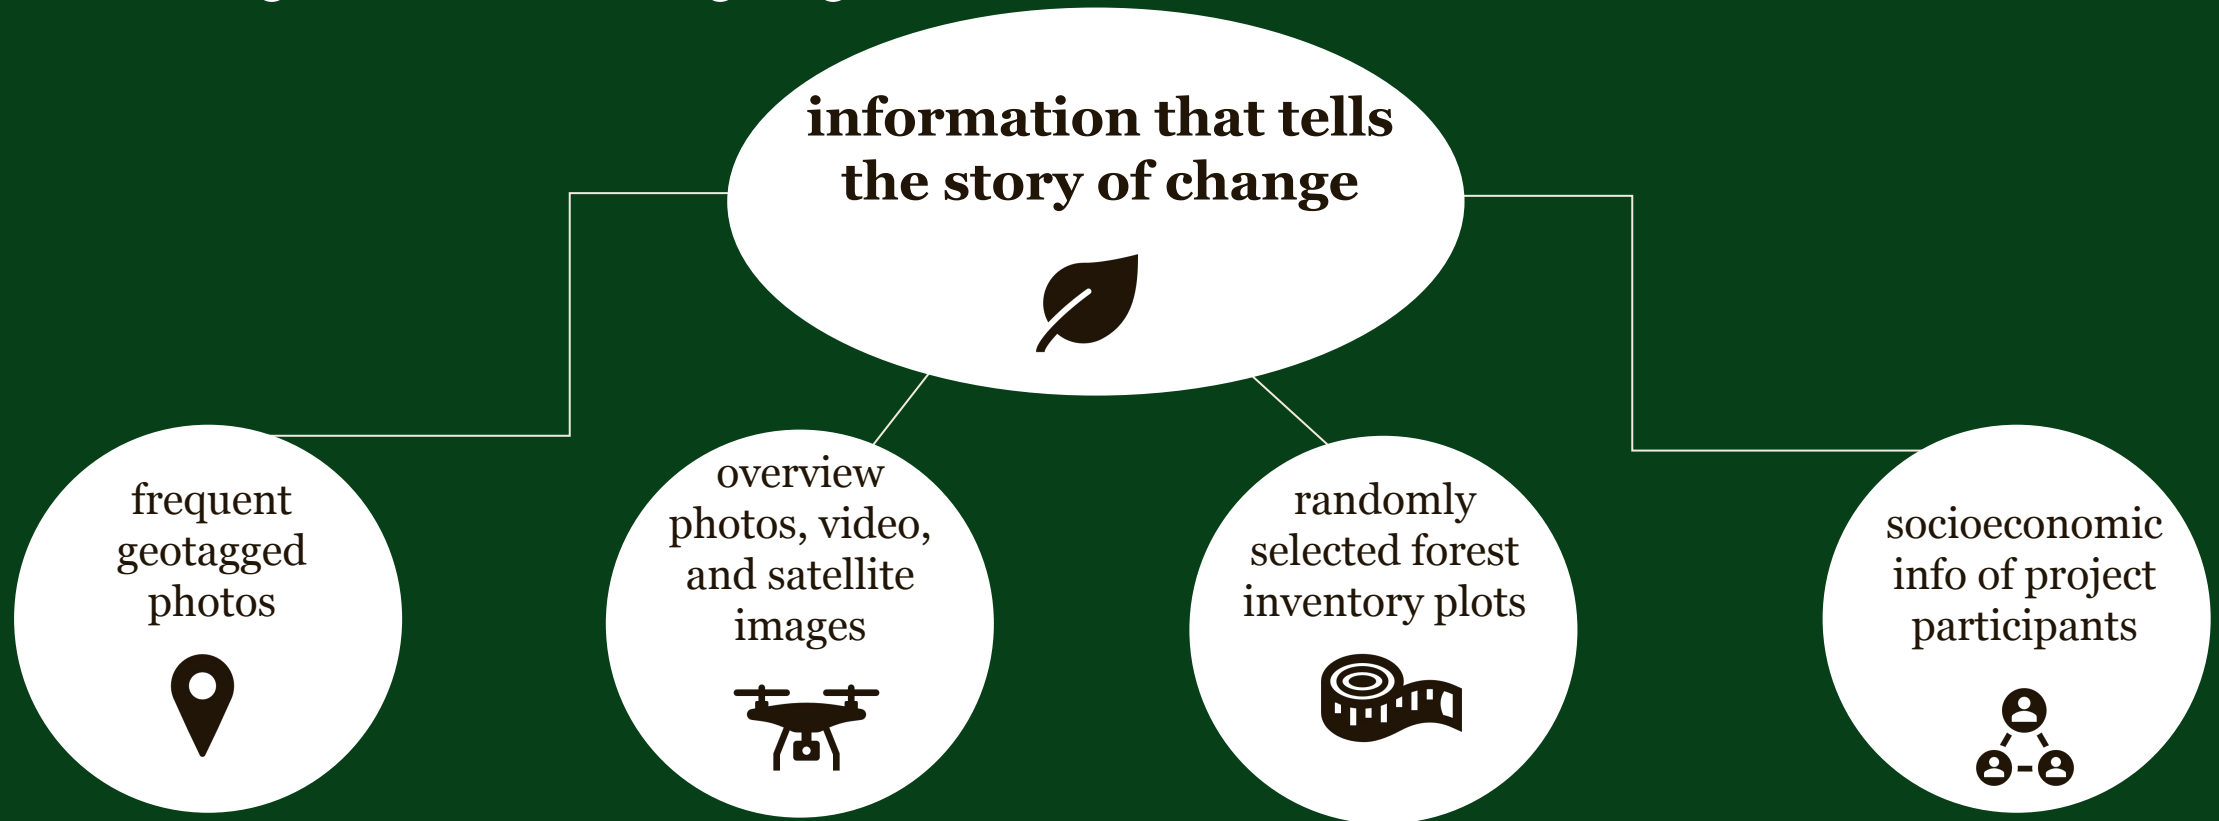 information that tells
the story of change
frequent
geotagged
photos
overview
photos, video,
and satellite
images
randomly
selected forest
inventory plots
socioeconomic
info of project
participants